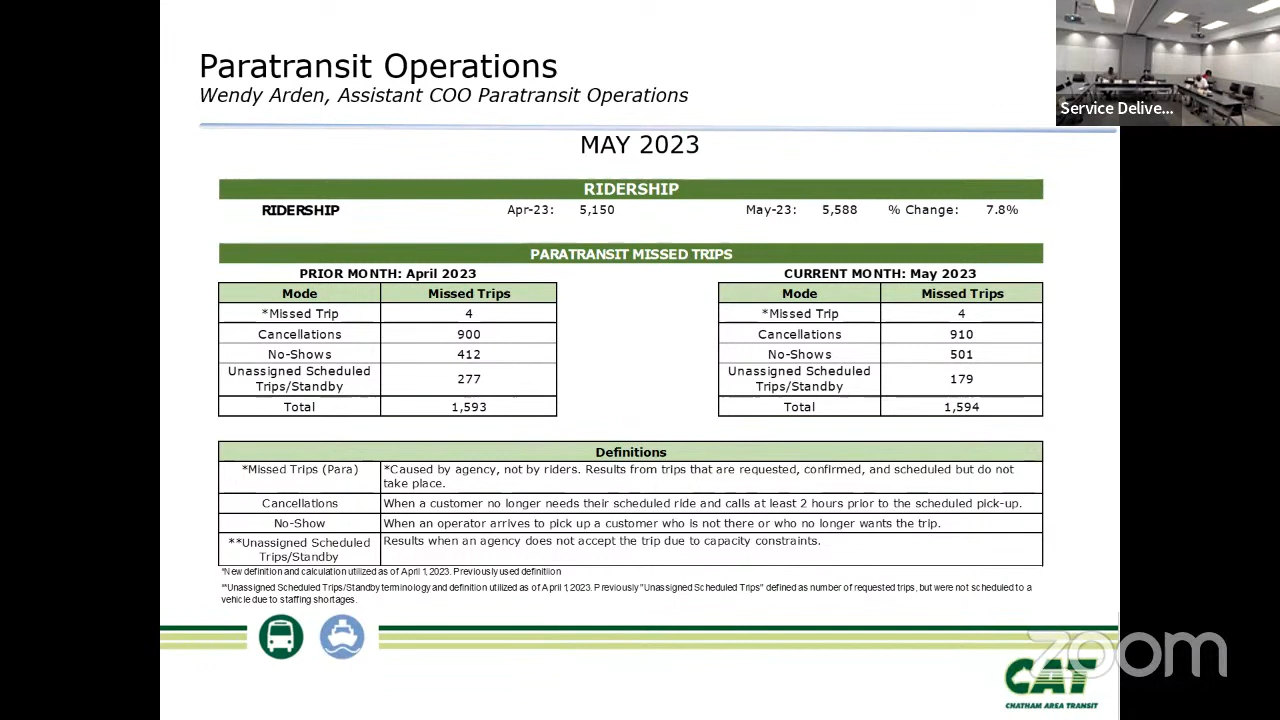 Paratransit Operations
Wendy Arden, Assistant COO Paratransit Operations
Service Delive...
MAY 2023
RIDERSHIP
RIDERSHIP Apr-23: 5,150 May-23: 5,588 % Change: 7.8%
PARATRANSIT MISSED TRIPS
PRIOR MONTH: April 2023 CURRENT MONTH: May 2023
Mode Missed Trips Mode Missed Trips
*Missed Trip 4 *Missed Trip 4
Cancellations 900 Cancellations 910
No-Shows 412 No-Shows 501
Unassigned Scheduled Trips/Standby 277 Unassigned Scheduled Trips/Standby 179
Total 1,593 Total 1,594
Definitions
*Missed Trips (Para) *Caused by agency, not by riders. Results from trips that are requested, confirmed, and scheduled but do not
take place.
Cancellations When a customer no longer needs their scheduled ride and calls at least 2 hours prior to the scheduled pick-up.
No-Show When an operator arrives to pick up a customer who is not there or who no longer wants the trip.
**Unassigned Scheduled Trips/Standby Results when an agency does not accept the trip due to capacity constraints.
*New definition and calculation utilized as of April 1, 2023. Previously used definitiion
**Unassigned Scheduled Trips/Standby terminology and definition utilized as of April 1, 2023. Previously "Unassigned Scheduled Trips" defined as number of requested trips, but were not scheduled to a
vehicle due to staffing shortages.
zoom
CAT
CHATHAM AREA TRANSIT